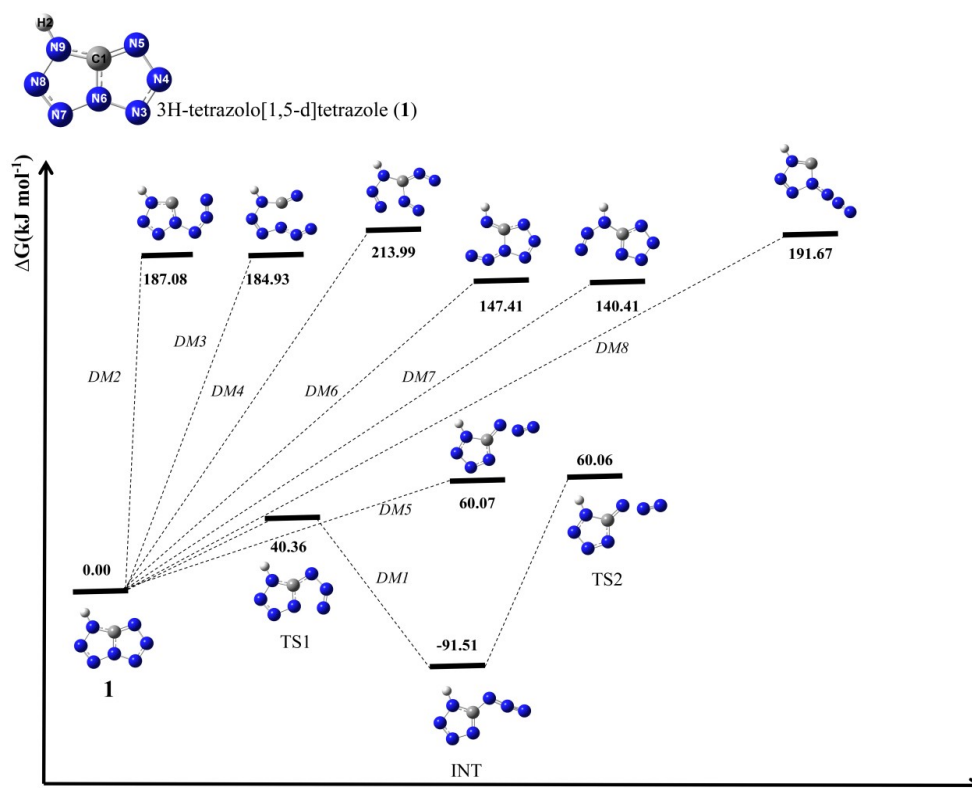 H2
N9
C1
N5
N8
N4
N6
N7
N3
3H-tetrazolo[1,5-d]tetrazole (1)
ΔG(kJ mol-1)
187.08
184.93
213.99
147.41
140.41
191.67
DM2
DM3
DM4
DM6
DM7
DM8
60.07
60.06
DM5
TS2
0.00
40.36
DM1
TS1
1
-91.51
INT